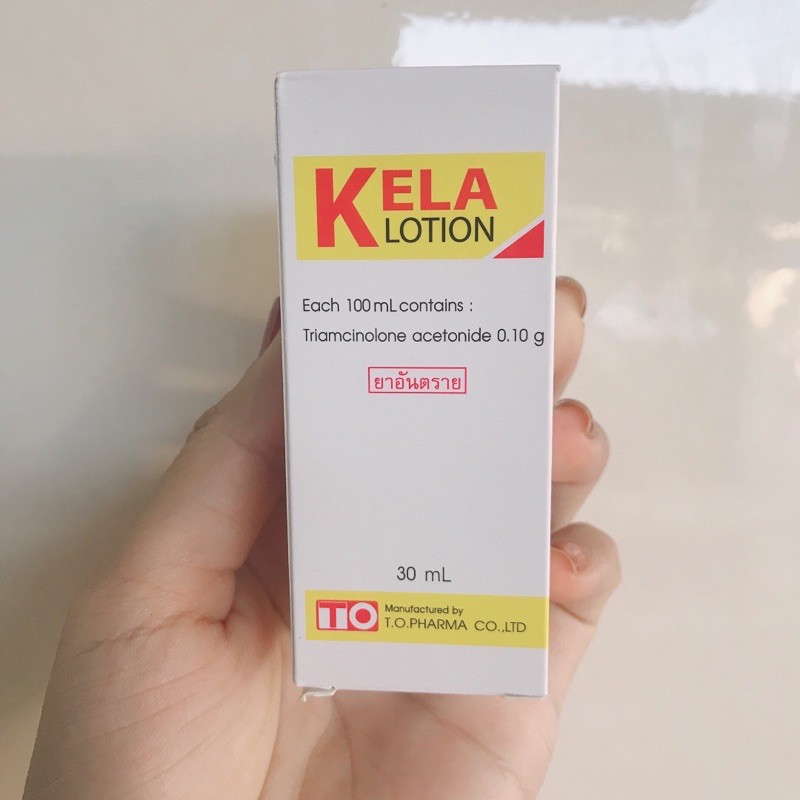 KELA
LOTION
Each 100 mL contains :
Triamcinolone acetonide 0.10 g
ยาอันตราย
30 mL
TO
Manufactured by
T.O.PHARMA CO.,LTD